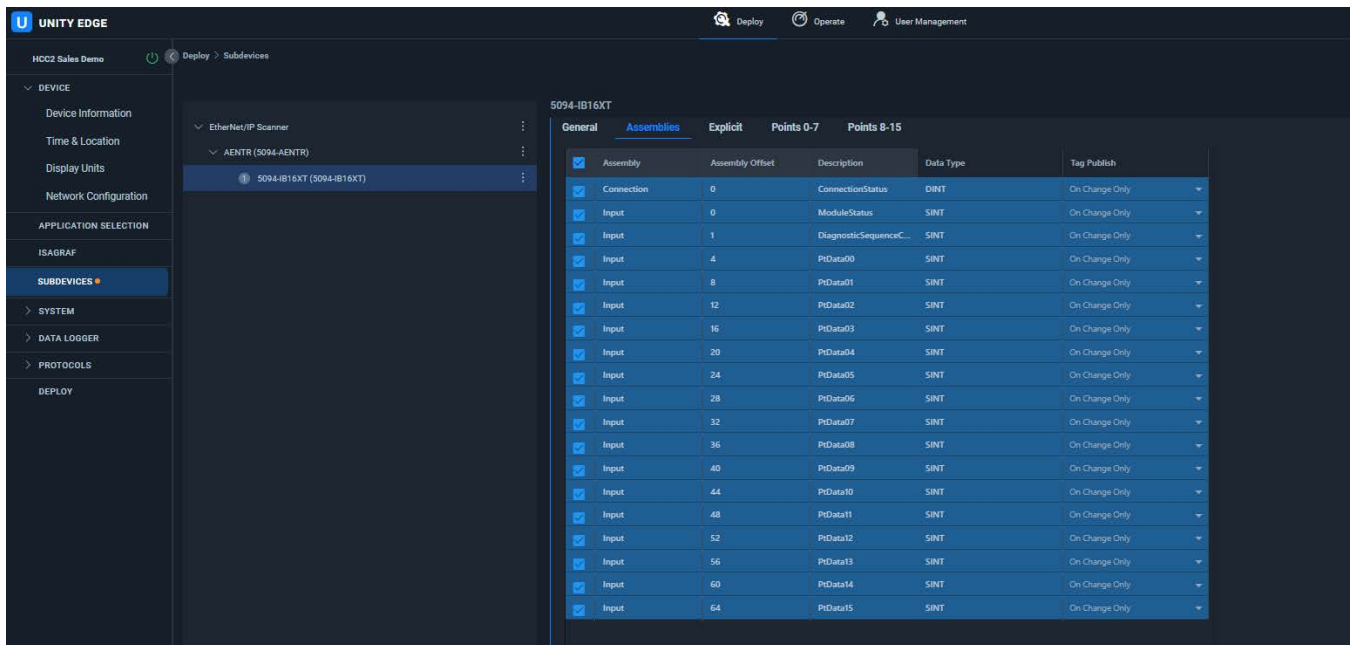 U UNITY EDGE
Deploy Operate User Management
HCC2 Sales Demo
Deploy > Subdevices
DEVICE
Device Information
Time & Location
Display Units
Network Configuration
APPLICATION SELECTION
ISAGRAF
SUBDEVICES
SYSTEM
DATA LOGGER
PROTOCOLS
DEPLOY
EtherNet/IP Scanner
AENTR (5094-AENTR)
1 5094-IB16XT (5094-IB16XT)
5094-IB16XT
General Assemblies Explicit Points 0-7 Points 8-15
Assembly Assembly Offset Description Data Type Tag Publish
Connection 0 ConnectionStatus DINT On Change Only
Input 0 ModuleStatus SINT On Change Only
Input 1 DiagnosticSequenceC... SINT On Change Only
Input 4 PtData00 SINT On Change Only
Input 8 PtData01 SINT On Change Only
Input 12 PtData02 SINT On Change Only
Input 16 PtData03 SINT On Change Only
Input 20 PtData04 SINT On Change Only
Input 24 PtData05 SINT On Change Only
Input 28 PtData06 SINT On Change Only
Input 32 PtData07 SINT On Change Only
Input 36 PtData08 SINT On Change Only
Input 40 PtData09 SINT On Change Only
Input 44 PtData10 SINT On Change Only
Input 48 PtData11 SINT On Change Only
Input 52 PtData12 SINT On Change Only
Input 56 PtData13 SINT On Change Only
Input 60 PtData14 SINT On Change Only
Input 64 PtData15 SINT On Change Only